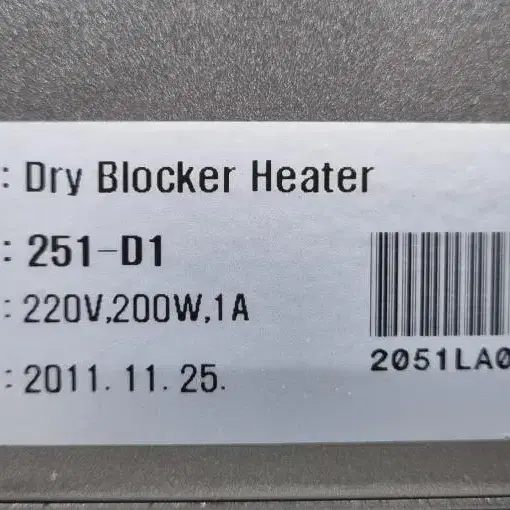 : Dry Blocker Heater
: 251-D1
: 220V,200W,1A
2051LA0
: 2011. 11. 25.